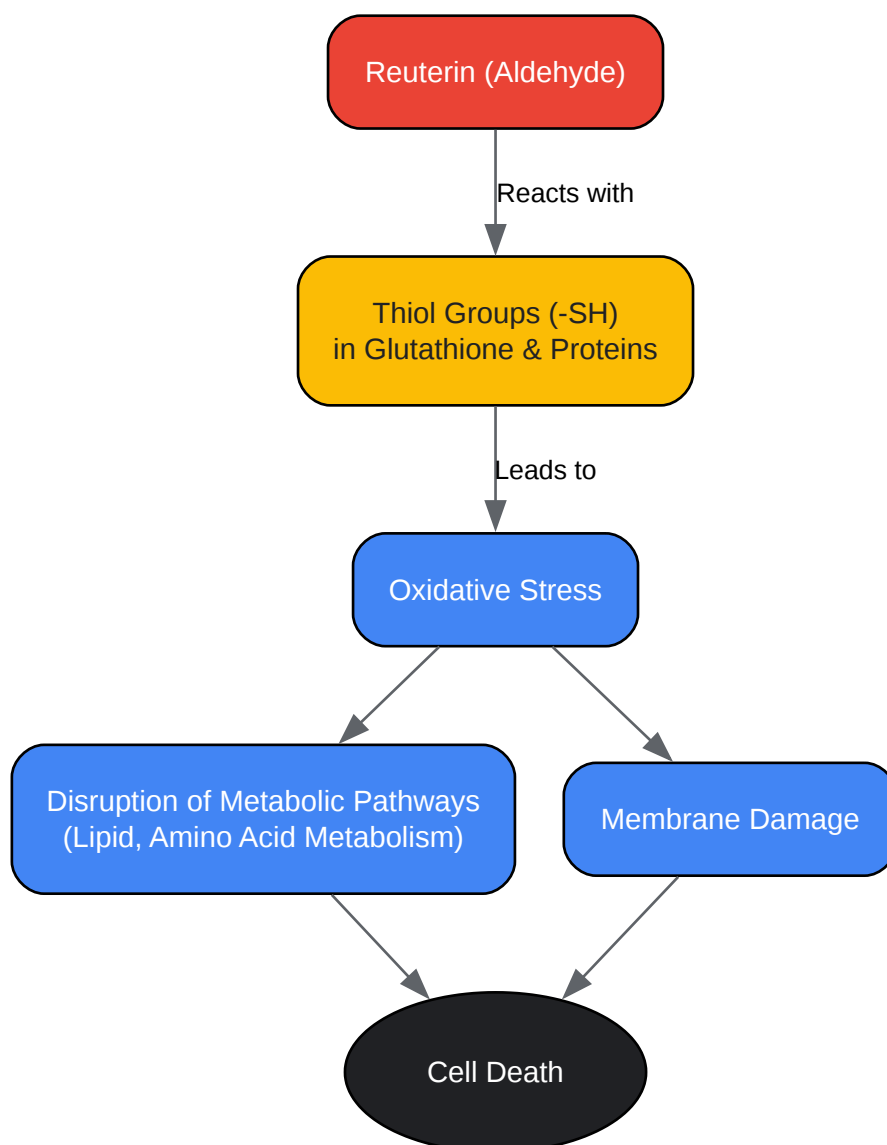 Reuterin (Aldehyde)
Reacts with
Thiol Groups (-SH)
in Glutathione & Proteins
Leads to
Oxidative Stress
Disruption of Metabolic Pathways
(Lipid, Amino Acid Metabolism)
Membrane Damage
Cell Death